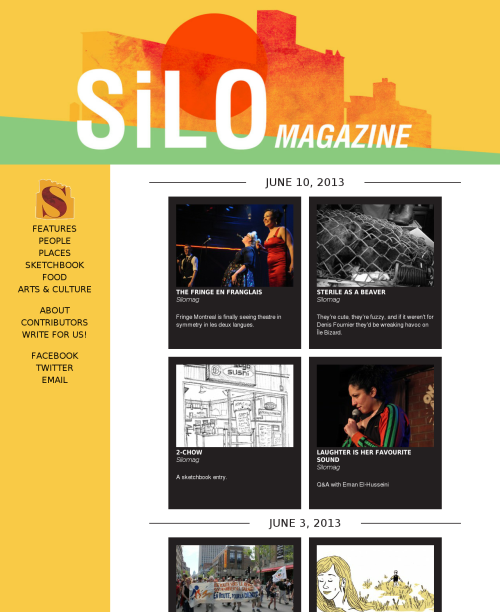 SiLO MAGAZINE
S
FEATURES
PEOPLE
PLACES
SKETCHBOOK
FOOD
ARTS & CULTURE
ABOUT
CONTRIBUTORS
WRITE FOR US!
FACEBOOK
TWITTER
EMAIL
JUNE 10, 2013
THE FRINGE EN FRANGLAIS
Silomag
Fringe Montreal is finally seeing theatre in
symmetry in les deux langues.
STERILE AS A BEAVER
Silomag
They're cute, they're fuzzy, and if it weren't for
Denis Fournier they'd be wreaking havoc on
Île Bizard.
sushi
2-CHOW
Silomag
A sketchbook entry.
LAUGHTER IS HER FAVOURITE
SOUND
Silomag
Q&A with Eman El-Husseini
JUNE 3, 2013